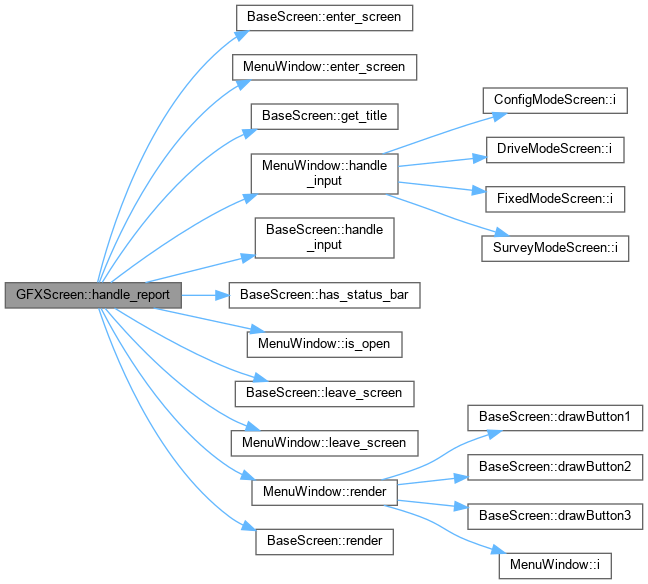 BaseScreen::enter_screen
MenuWindow::enter_screen
BaseScreen::get_title
MenuWindow::handle
_input
ConfigModeScreen::i
DriveModeScreen::i
FixedModeScreen::i
SurveyModeScreen::i
BaseScreen::handle
_input
GFXScreen::handle_report
BaseScreen::has_status_bar
MenuWindow::is_open
BaseScreen::leave_screen
MenuWindow::leave_screen
MenuWindow::render
BaseScreen::drawButton1
BaseScreen::drawButton2
BaseScreen::drawButton3
MenuWindow::i
BaseScreen::render